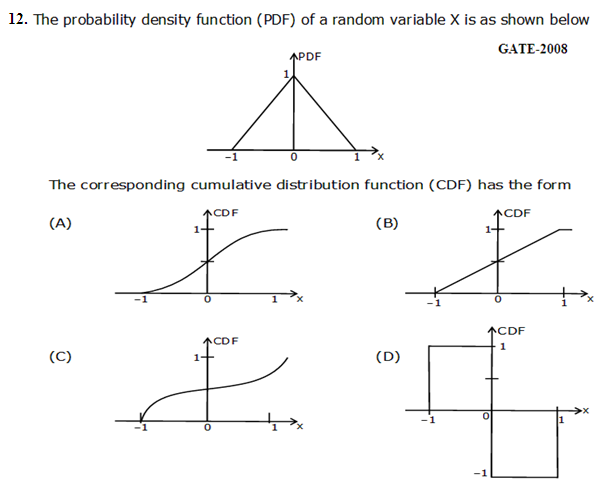 12. The probability density function (PDF) of a random variable X is as shown below
GATE-2008
PDF
1
-1 0 1 x
The corresponding cumulative distribution function (CDF) has the form
(A)
CDF
1
-1 0 1 x
(B)
CDF
1
-1 0 1 x
(C)
CDF
1
-1 0 1 x
(D)
CDF
1
-1 0 1 x
-1